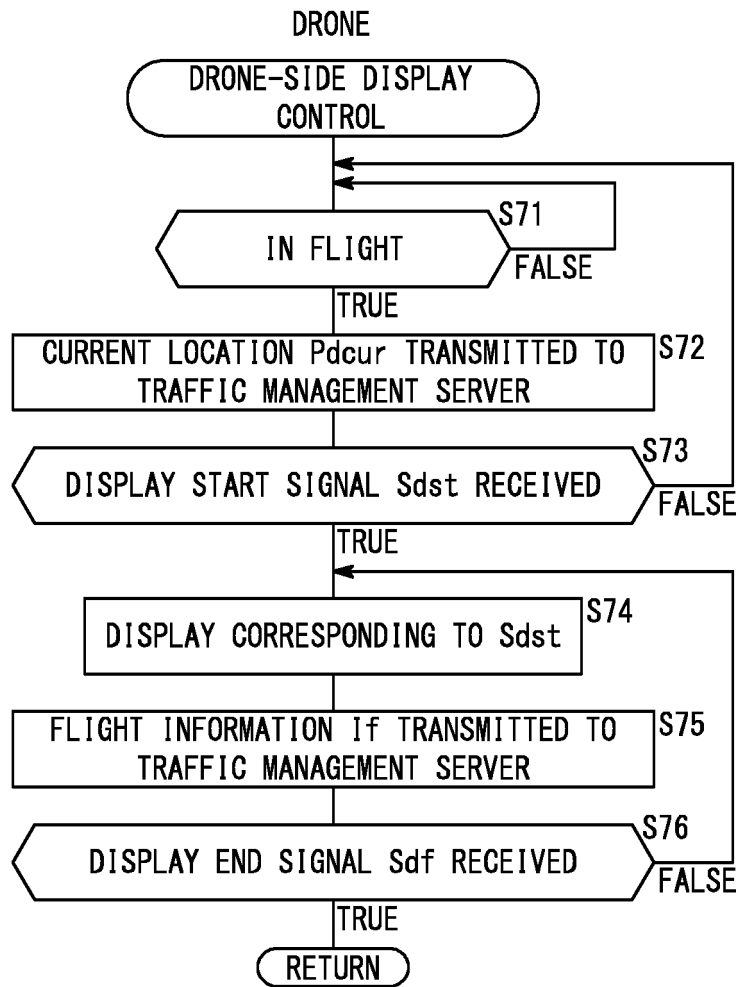 DRONE
DRONE-SIDE DISPLAY
CONTROL
S71
IN FLIGHT
FALSE
TRUE
CURRENT LOCATION Pdcur TRANSMITTED TO
TRAFFIC MANAGEMENT SERVER
S72
S73
DISPLAY START SIGNAL Sdst RECEIVED
FALSE
TRUE
S74
DISPLAY CORRESPONDING TO Sdst
FLIGHT INFORMATION If TRANSMITTED TO
TRAFFIC MANAGEMENT SERVER
S75
S76
DISPLAY END SIGNAL Sdf RECEIVED
FALSE
TRUE
RETURN